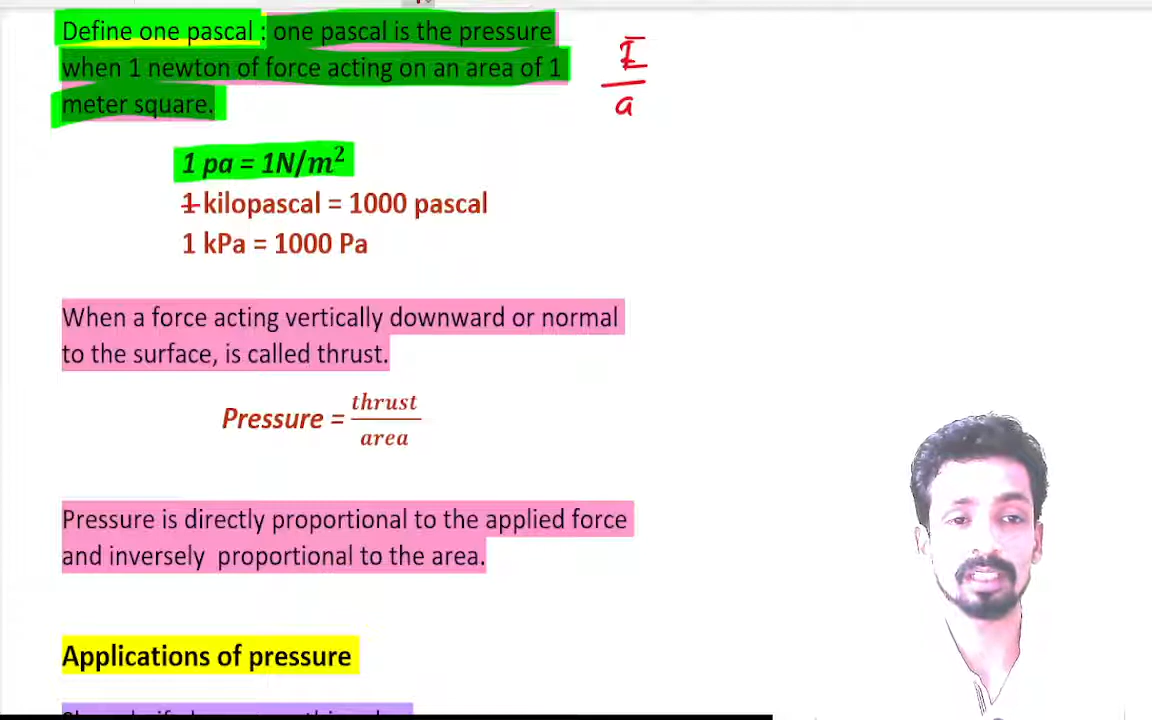 Define one pascal : one pascal is the pressure
when 1 newton of force acting on an area of 1
meter square.
F
a
1 pa = 1N/m²
1 kilopascal = 1000 pascal
1 kPa = 1000 Pa
When a force acting vertically downward or normal
to the surface, is called thrust.
Pressure = thrust
area
Pressure is directly proportional to the applied force
and inversely proportional to the area.
Applications of pressure